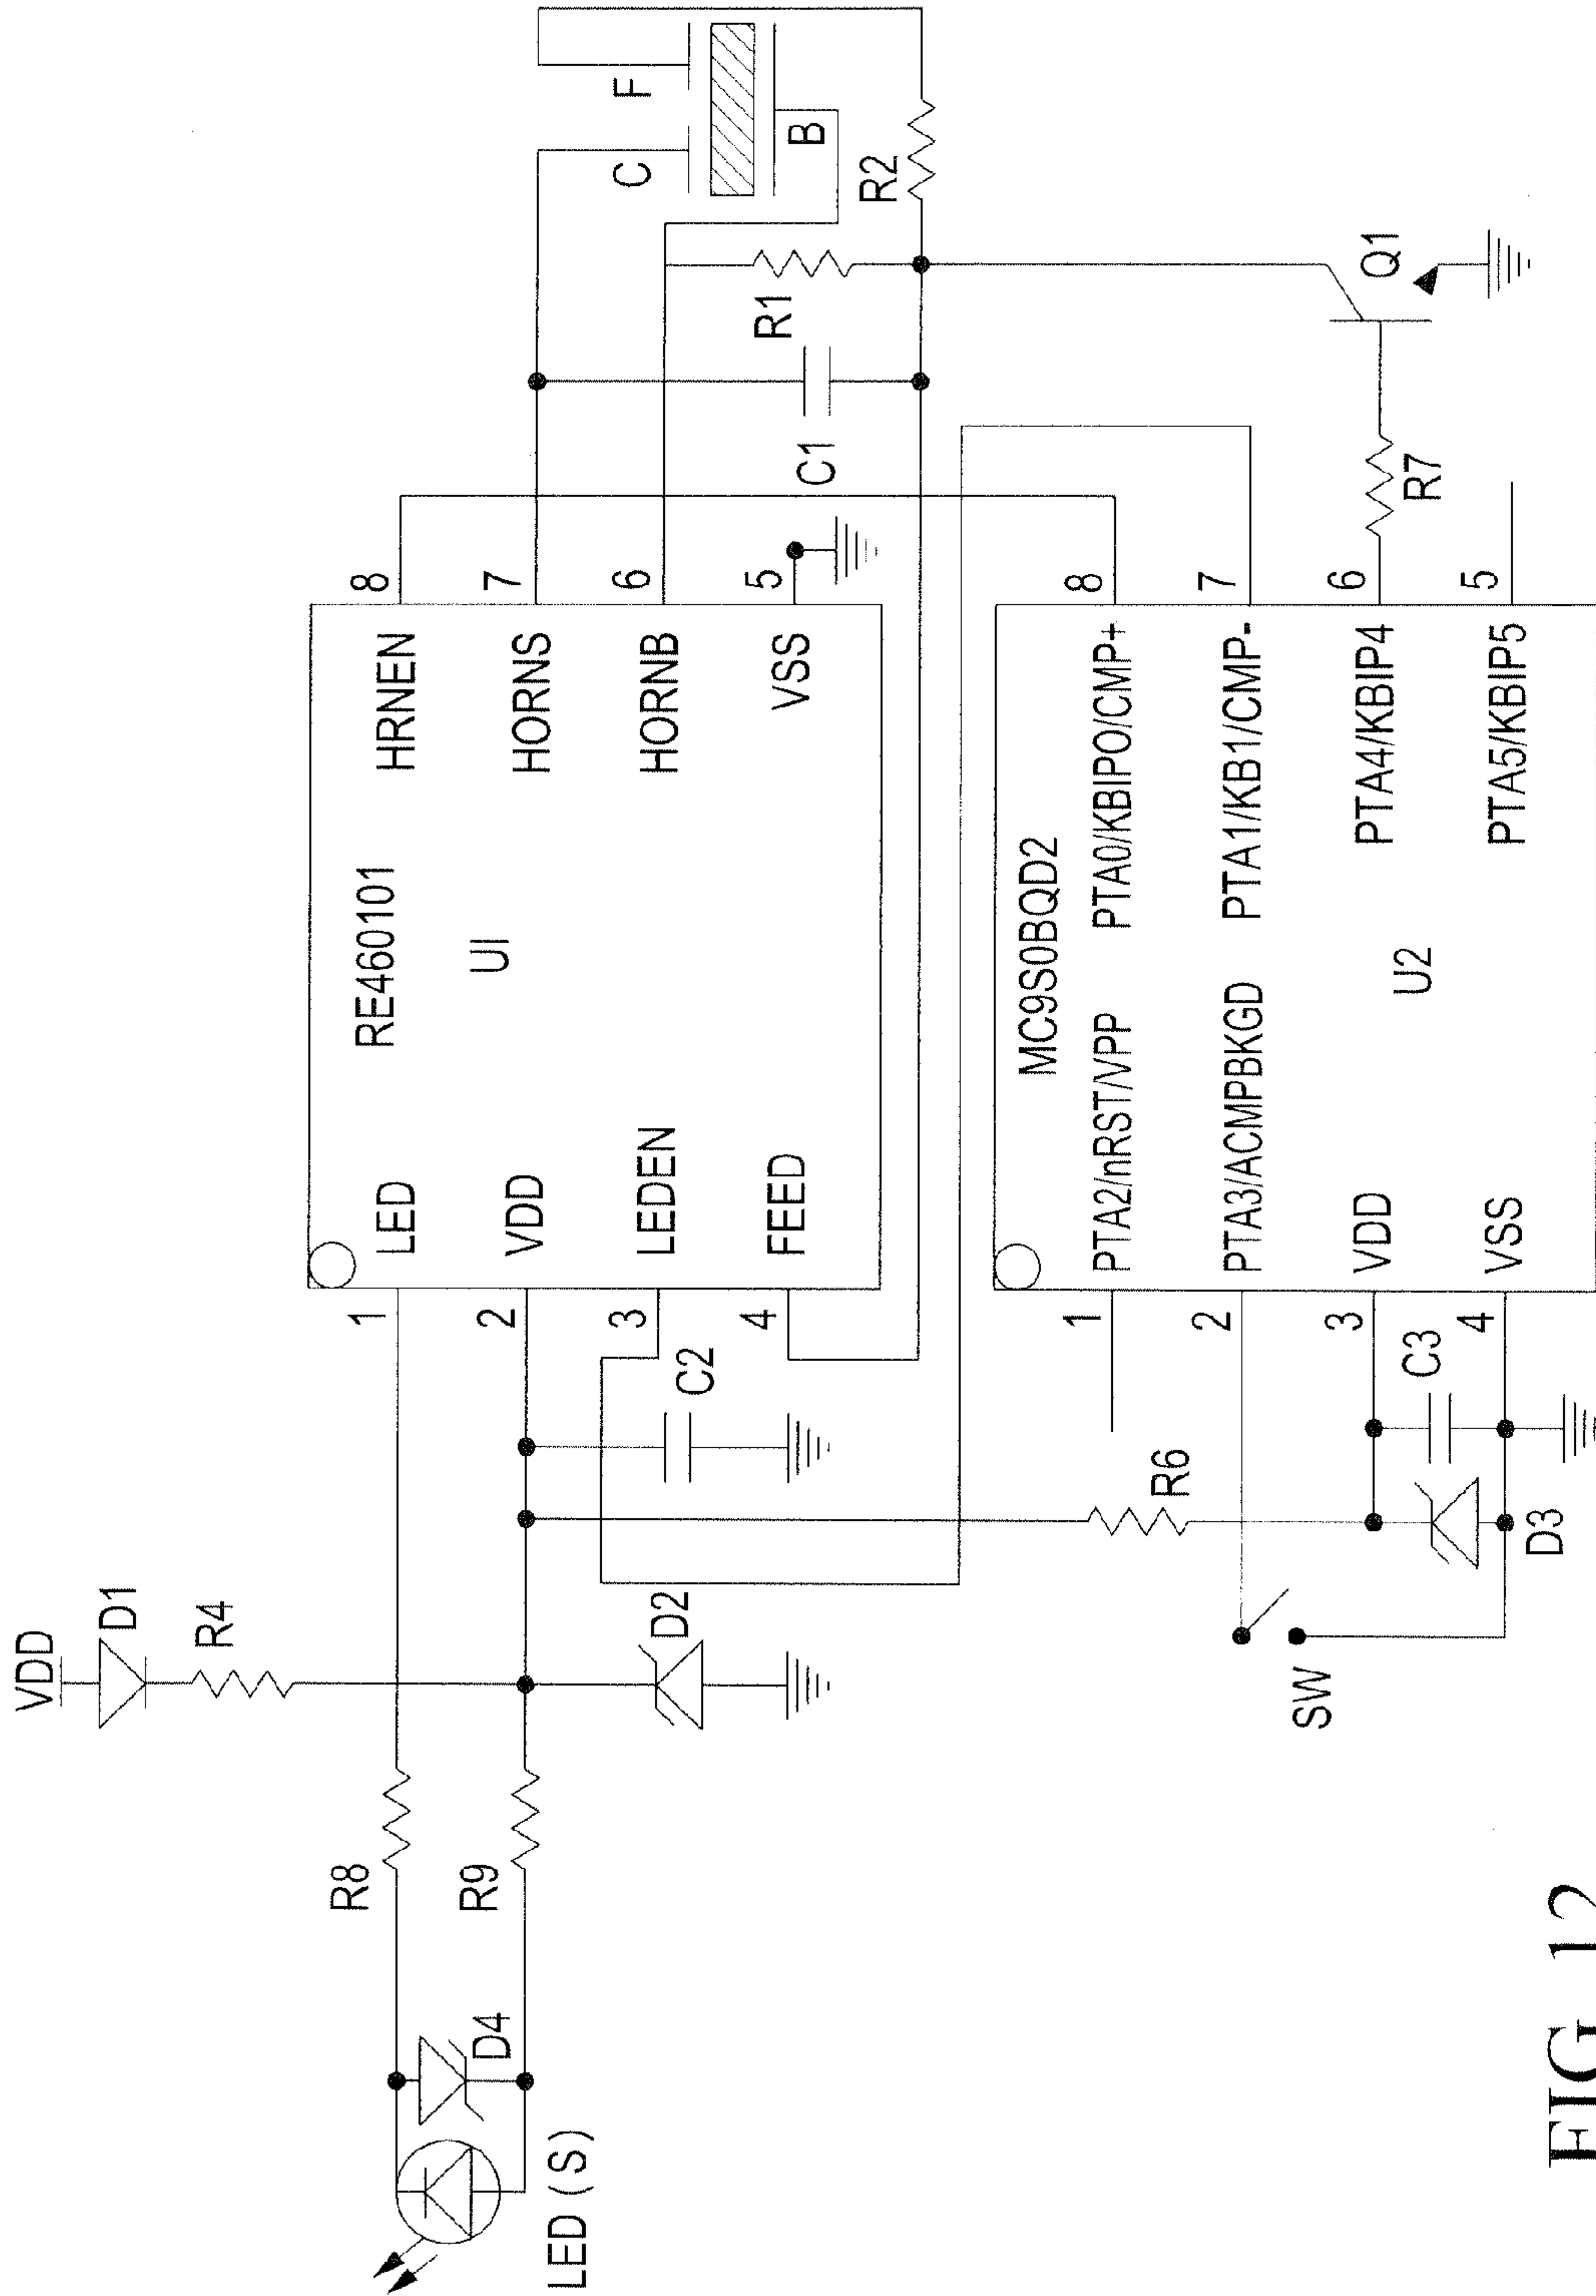 VDD
D1
R4
R8
R9
D4
LED (S)
D2
C2
1
2
3
4
LED
VDD
LEDEN
FEED
RE460101
UI
HRNEN
HORNS
HORNB
VSS
8
7
6
5
C1
R1
R2
C
F
B
R6
SW
D3
C3
1
2
3
4
MC9S0BQD2
PTA2/nRST/VPP
PTA0/KBIPO/CMP+
PTA3/ACMPBKGD
PTA1/KB1/CMP-
VDD
U2
PTA4/KBIP4
VSS
PTA5/KBIP5
8
7
6
5
R7
Q1
FIG. 12